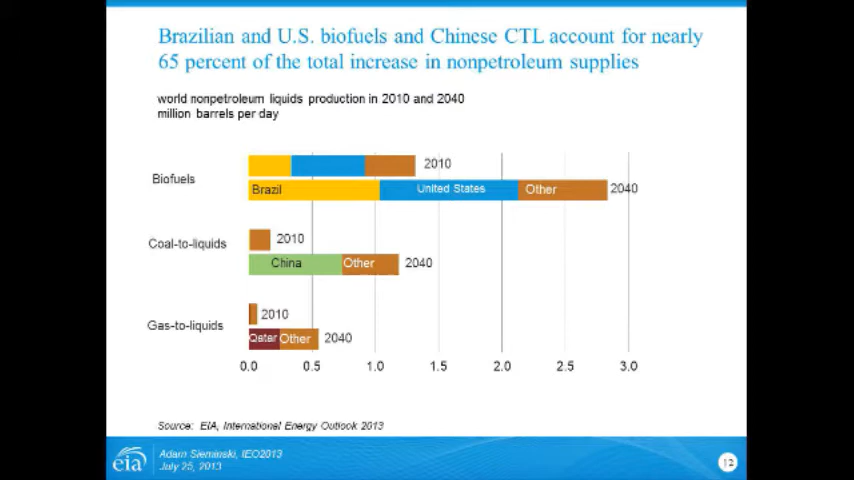 Brazilian and U.S. biofuels and Chinese CTL account for nearly
65 percent of the total increase in nonpetroleum supplies
world nonpetroleum liquids production in 2010 and 2040
million barrels per day
Biofuels
2010
Brazil
United States
Other
2040
Coal-to-liquids
2010
China
Other
2040
Gas-to-liquids
2010
Qatar
Other
2040
0.0 0.5 1.0 1.5 2.0 2.5 3.0
Source: EIA, International Energy Outlook 2013
eia
Adam Sieminski, IEO2013
July 25, 2013
12